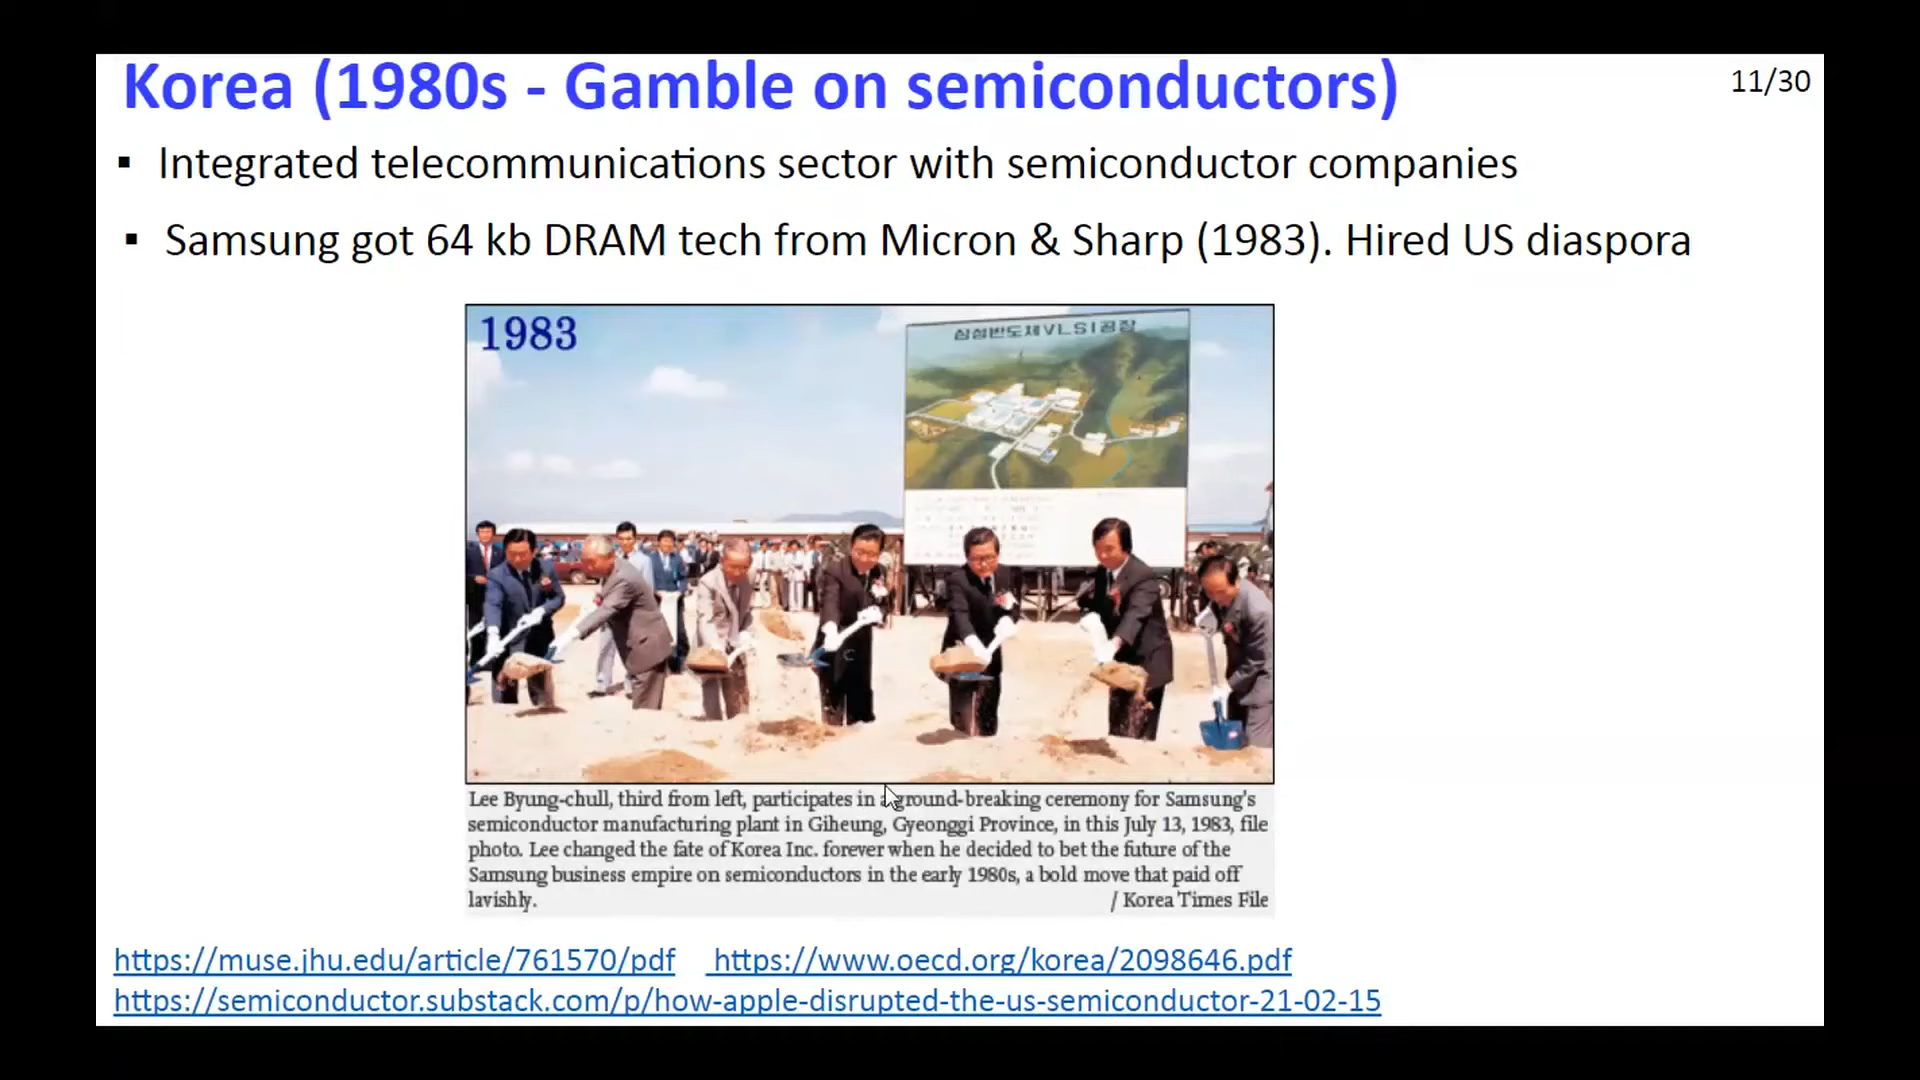 Korea (1980s - Gamble on semiconductors)
11/30
▪ Integrated telecommunications sector with semiconductor companies
▪ Samsung got 64 kb DRAM tech from Micron & Sharp (1983). Hired US diaspora
1983
삼성반도체VLSI공장
Lee Byung-chull, third from left, participates in a ground-breaking ceremony for Samsung's
semiconductor manufacturing plant in Giheung, Gyeonggi Province, in this July 13, 1983, file
photo. Lee changed the fate of Korea Inc. forever when he decided to bet the future of the
Samsung business empire on semiconductors in the early 1980s, a bold move that paid off
lavishly. / Korea Times File
https://muse.jhu.edu/article/761570/pdf https://www.oecd.org/korea/2098646.pdf
https://semiconductor.substack.com/p/how-apple-disrupted-the-us-semiconductor-21-02-15